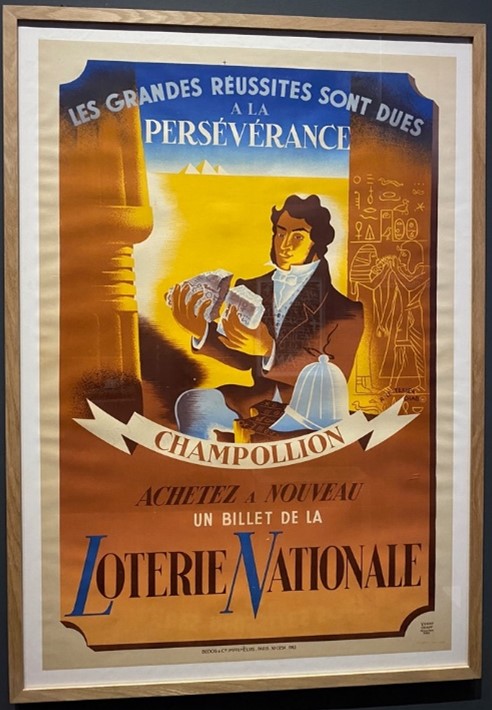 LES GRANDES RÉUSSITES SONT DUES
A LA
PERSÉVÉRANCE
CHAMPOLLION
ACHETEZ A NOUVEAU
UN BILLET DE LA
LOTERIE NATIONALE